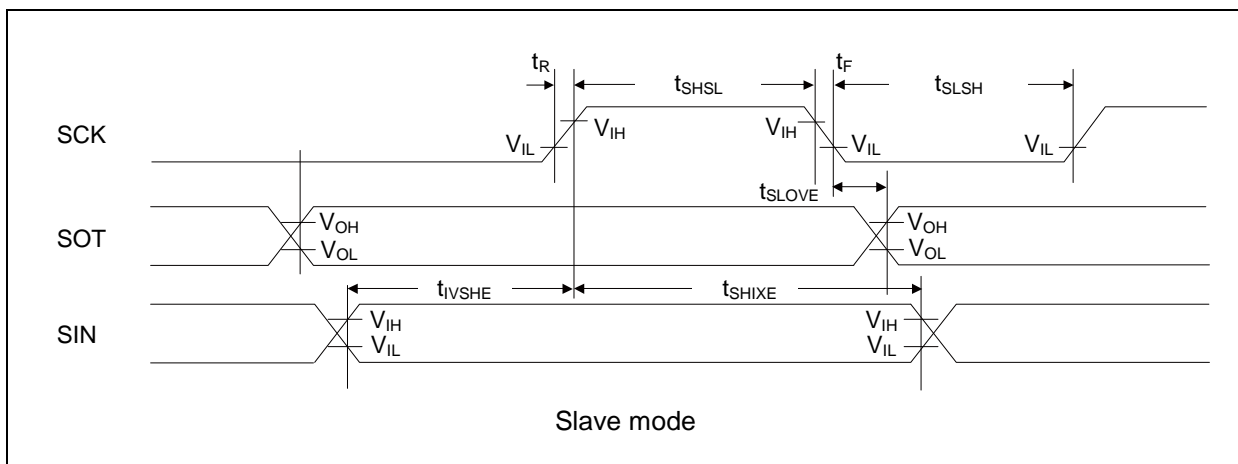 tR tSHSL tF tSLSH
SCK VIL VIH VIH VIL VIL
tSLOVE
SOT VOH VOH
VOL VOL
tIVSHE tSHIXE
SIN VIH VIH
VIL VIL
Slave mode